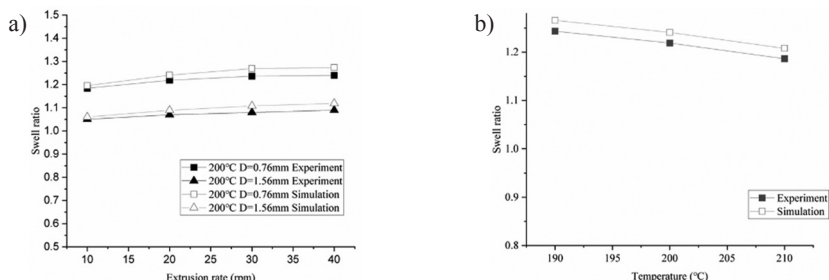 a)
1.5
1.4
1.3
1.2
1.1
1.0
0.9
0.8
0.7
0.6
0.5
Swell ratio
200℃ D=0.76mm Experiment
200℃ D=1.56mm Experiment
200℃ D=0.76mm Simulation
200℃ D=1.56mm Simulation
10 15 20 25 30 35 40
Extrusion rate (rpm)
b)
1.2
1.1
1.0
0.9
0.8
Swell ratio
Experiment
Simulation
190 195 200 205 210
Temperature (℃)